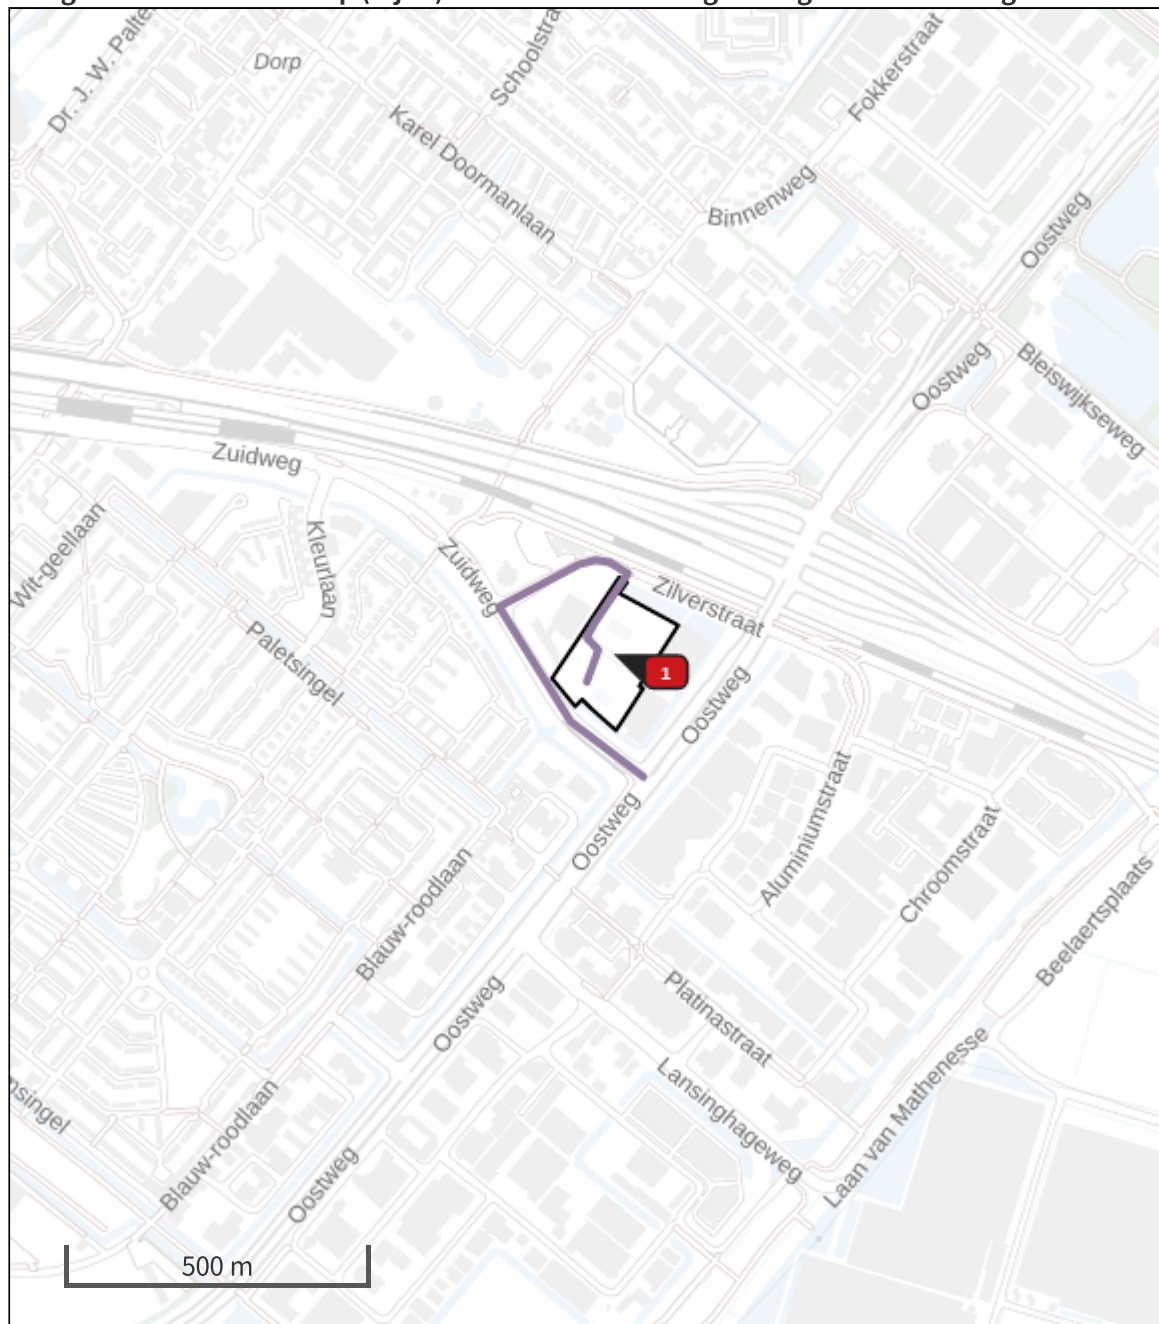 Dr. J. W. Palte
Dorp
Schoolstra
Fokkerstraat
Karel Doormanlaan
Binnenweg
Oostweg
Oostweg
Bleiswijkseweg
Zuidweg
Wit-geellaan
Kleurlaan
Zuidweg
Zilverstraat
Paletsingel
1
Oostweg
Aluminiumstraat
Oostweg
Chroomstraat
Blauw-roodlaan
Beelaertsplaats
Oostweg
Platinastraat
Laan van Mathenesse
Lansinghageweg
nsingel
Blauw-roodlaan
Oostweg
500 m